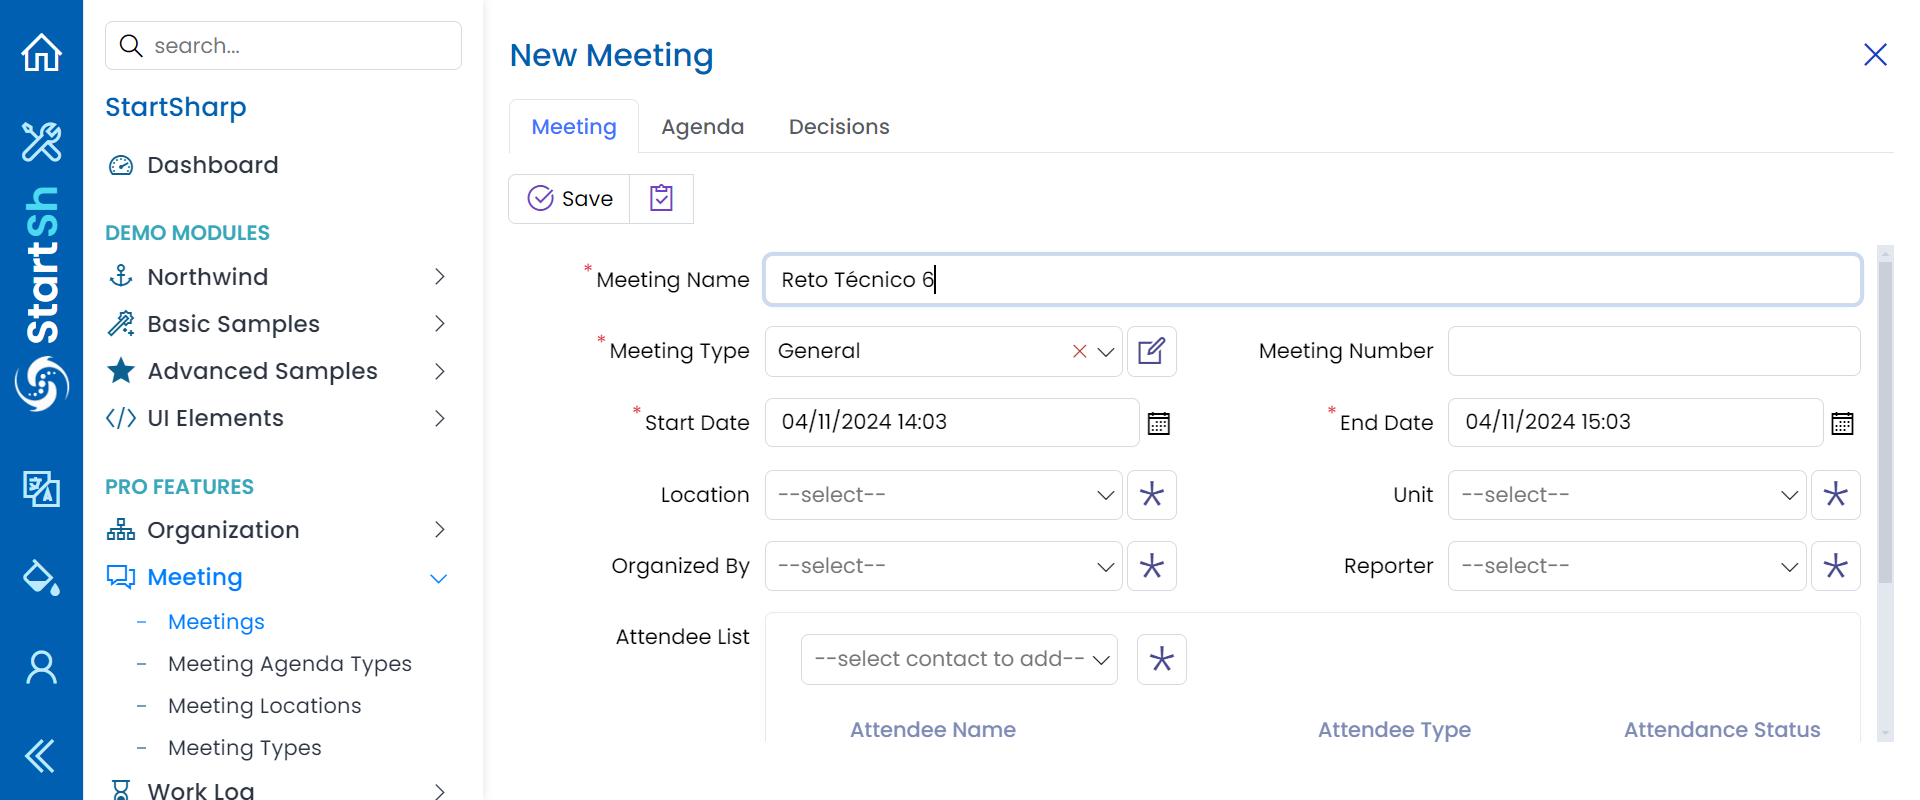 StartSh
search...
StartSharp
Dashboard
DEMO MODULES
Northwind
Basic Samples
Advanced Samples
UI Elements
PRO FEATURES
Organization
Meeting
- Meetings
- Meeting Agenda Types
- Meeting Locations
- Meeting Types
Work Log
New Meeting
Meeting Agenda Decisions
Save
* Meeting Name Reto Técnico 6
* Meeting Type General Meeting Number
* Start Date 04/11/2024 14:03 * End Date 04/11/2024 15:03
Location --select-- Unit --select--
Organized By --select-- Reporter --select--
Attendee List --select contact to add--
Attendee Name Attendee Type Attendance Status